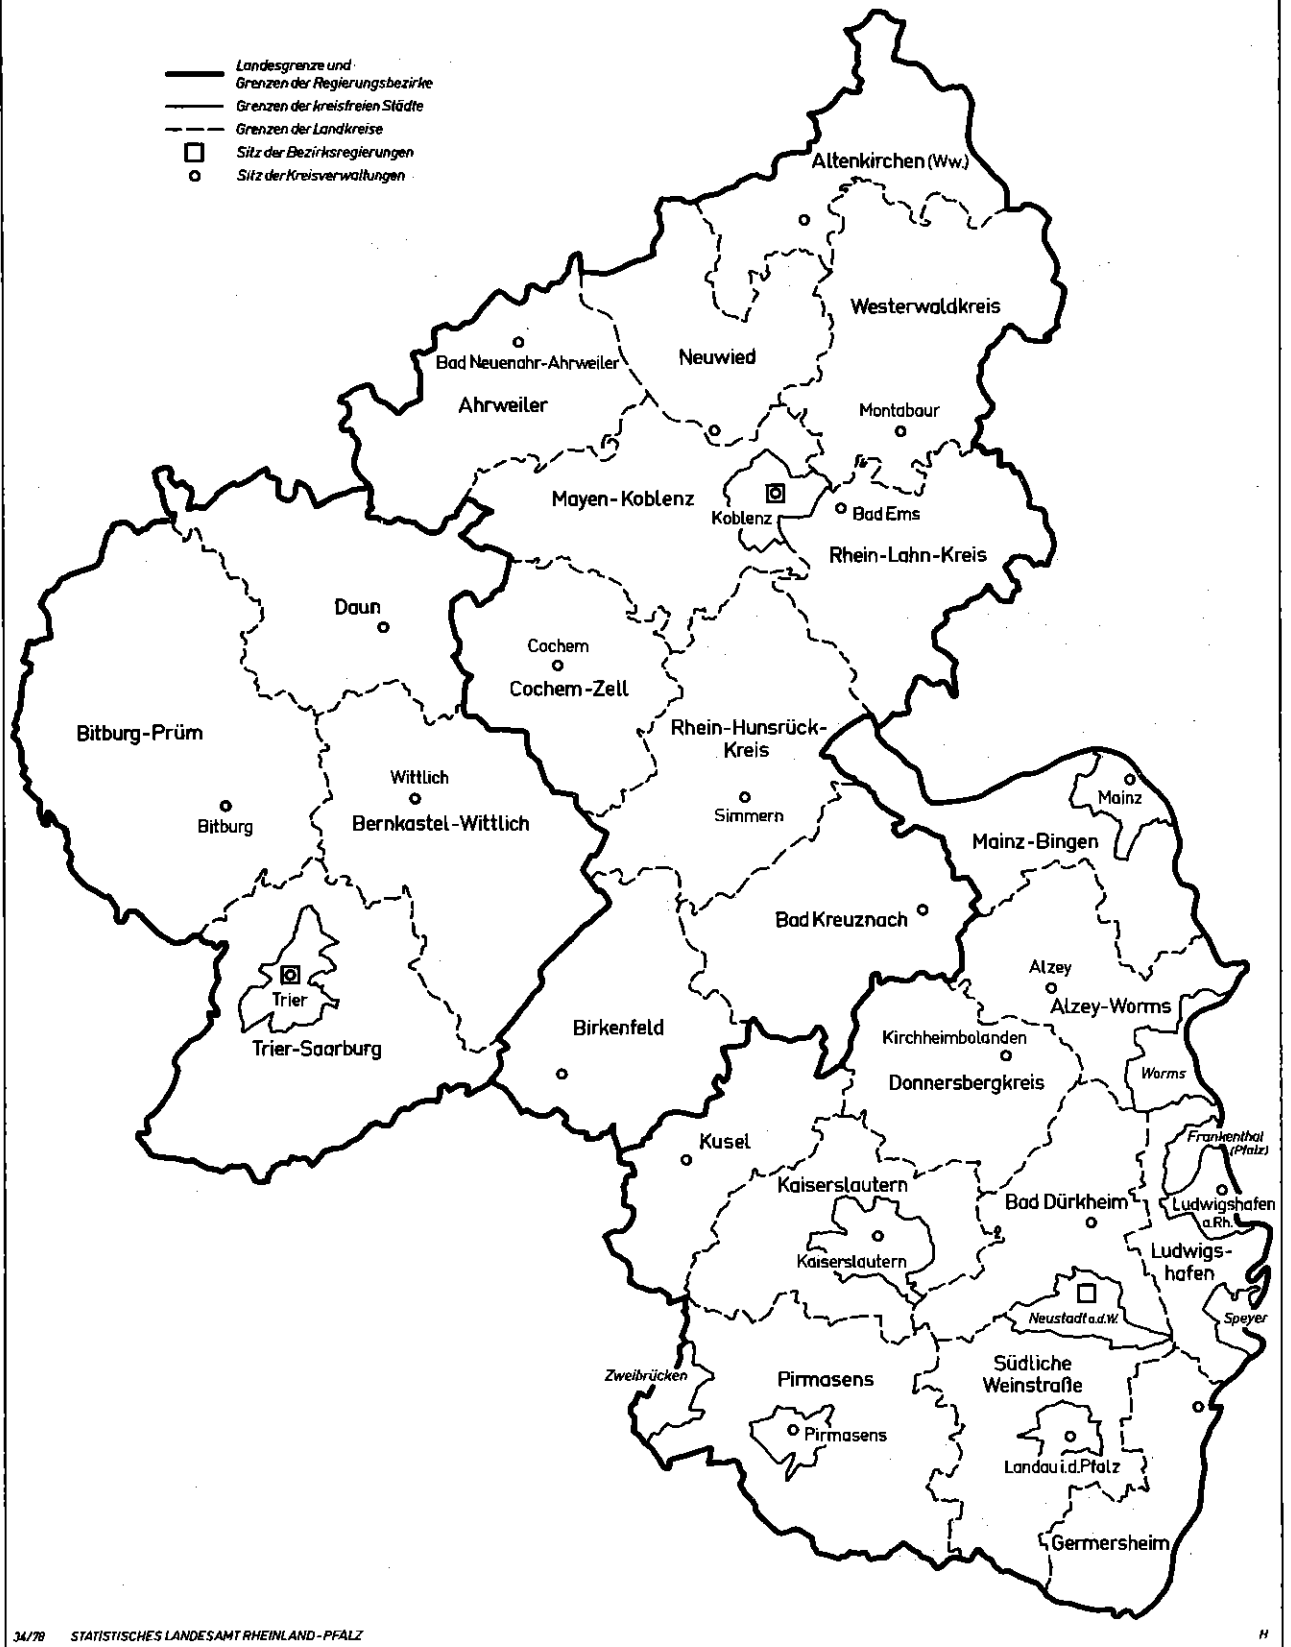 Landesgrenze und
Grenzen der Regierungsbezirke
Grenzen der kreisfreien Städte
Grenzen der Landkreise
Sitz der Bezirksregierungen
Sitz der Kreisverwaltungen
Altenkirchen (Ww.)
Westerwaldkreis
Neuwied
Bad Neuenahr-Ahrweiler
Ahrweiler
Montabaur
Mayen-Koblenz
Koblenz
Bad Ems
Rhein-Lahn-Kreis
Daun
Cochem
Cochem-Zell
Bitburg-Prüm
Rhein-Hunsrück-
Kreis
Wittlich
Bernkastel-Wittlich
Bitburg
Simmern
Mainz
Mainz-Bingen
Bad Kreuznach
Alzey
Alzey-Worms
Trier
Trier-Saarburg
Birkenfeld
Kirchheimbolanden
Donnersbergkreis
Worms
Kusel
Frankenthal
(Pfalz)
Kaiserslautern
Bad Dürkheim
Ludwigshafen
a.Rh.
Kaiserslautern
Ludwigs-
hafen
Neustadt a.d.W.
Speyer
Zweibrücken
Pirmasens
Südliche
Weinstraße
Pirmasens
Landau i.d.Pfalz
Germersheim
34/78 STATISTISCHES LANDESAMT RHEINLAND-PFALZ
H